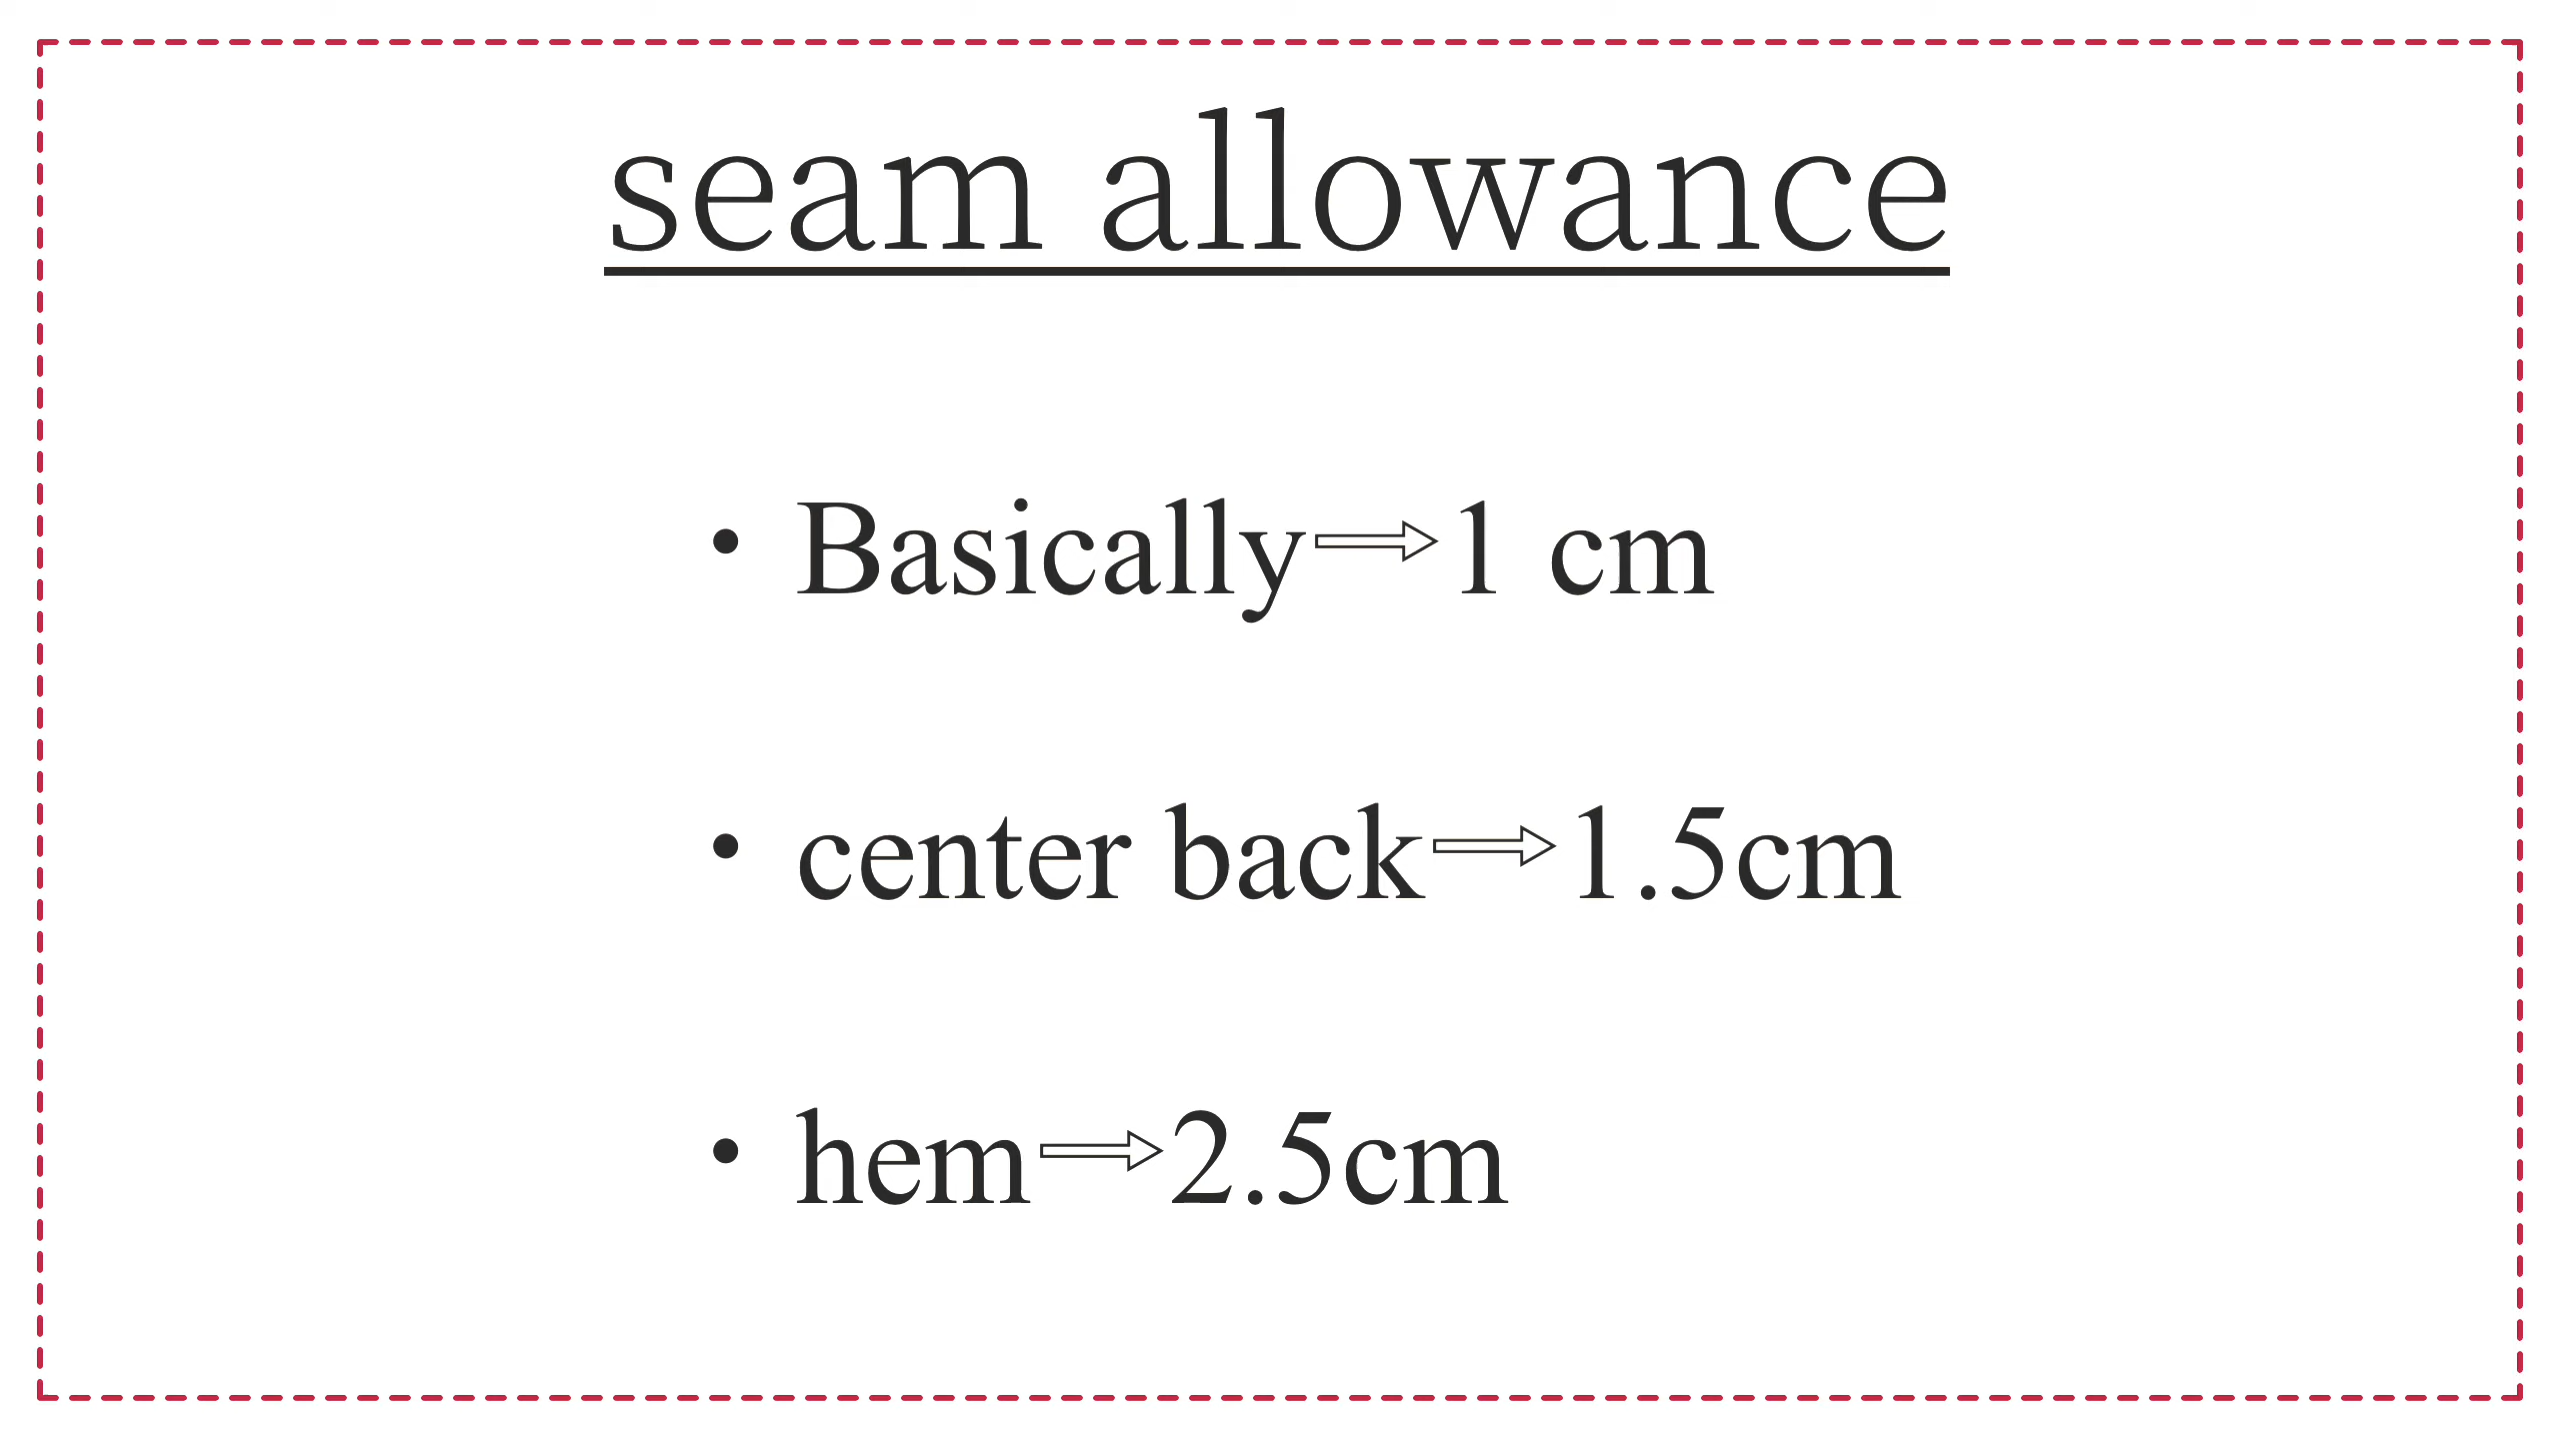 seam allowance
・Basically⇒1 cm
・center back⇒1.5cm
・hem⇒2.5cm